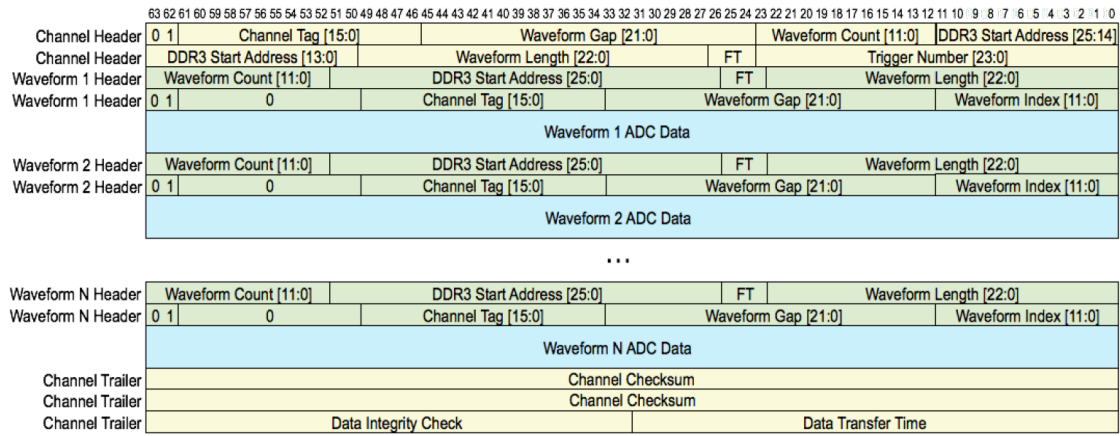 63 62 61 60 59 58 57 56 55 54 53 52 51 50 49 48 47 46 45 44 43 42 41 40 39 38 37 36 35 34 33 32 31 30 29 28 27 26 25 24 23 22 21 20 19 18 17 16 15 14 13 12 11 10 9 8 7 6 5 4 3 2 1 0
Channel Header 0 1 Channel Tag [15:0] Waveform Gap [21:0] Waveform Count [11:0] DDR3 Start Address [25:14]
Channel Header DDR3 Start Address [13:0] Waveform Length [22:0] FT Trigger Number [23:0]
Waveform 1 Header Waveform Count [11:0] DDR3 Start Address [25:0] FT Waveform Length [22:0]
Waveform 1 Header 0 1 0 Channel Tag [15:0] Waveform Gap [21:0] Waveform Index [11:0]
Waveform 1 ADC Data
Waveform 2 Header Waveform Count [11:0] DDR3 Start Address [25:0] FT Waveform Length [22:0]
Waveform 2 Header 0 1 0 Channel Tag [15:0] Waveform Gap [21:0] Waveform Index [11:0]
Waveform 2 ADC Data
...
Waveform N Header Waveform Count [11:0] DDR3 Start Address [25:0] FT Waveform Length [22:0]
Waveform N Header 0 1 0 Channel Tag [15:0] Waveform Gap [21:0] Waveform Index [11:0]
Waveform N ADC Data
Channel Trailer Channel Checksum
Channel Trailer Channel Checksum
Channel Trailer Data Integrity Check Data Transfer Time